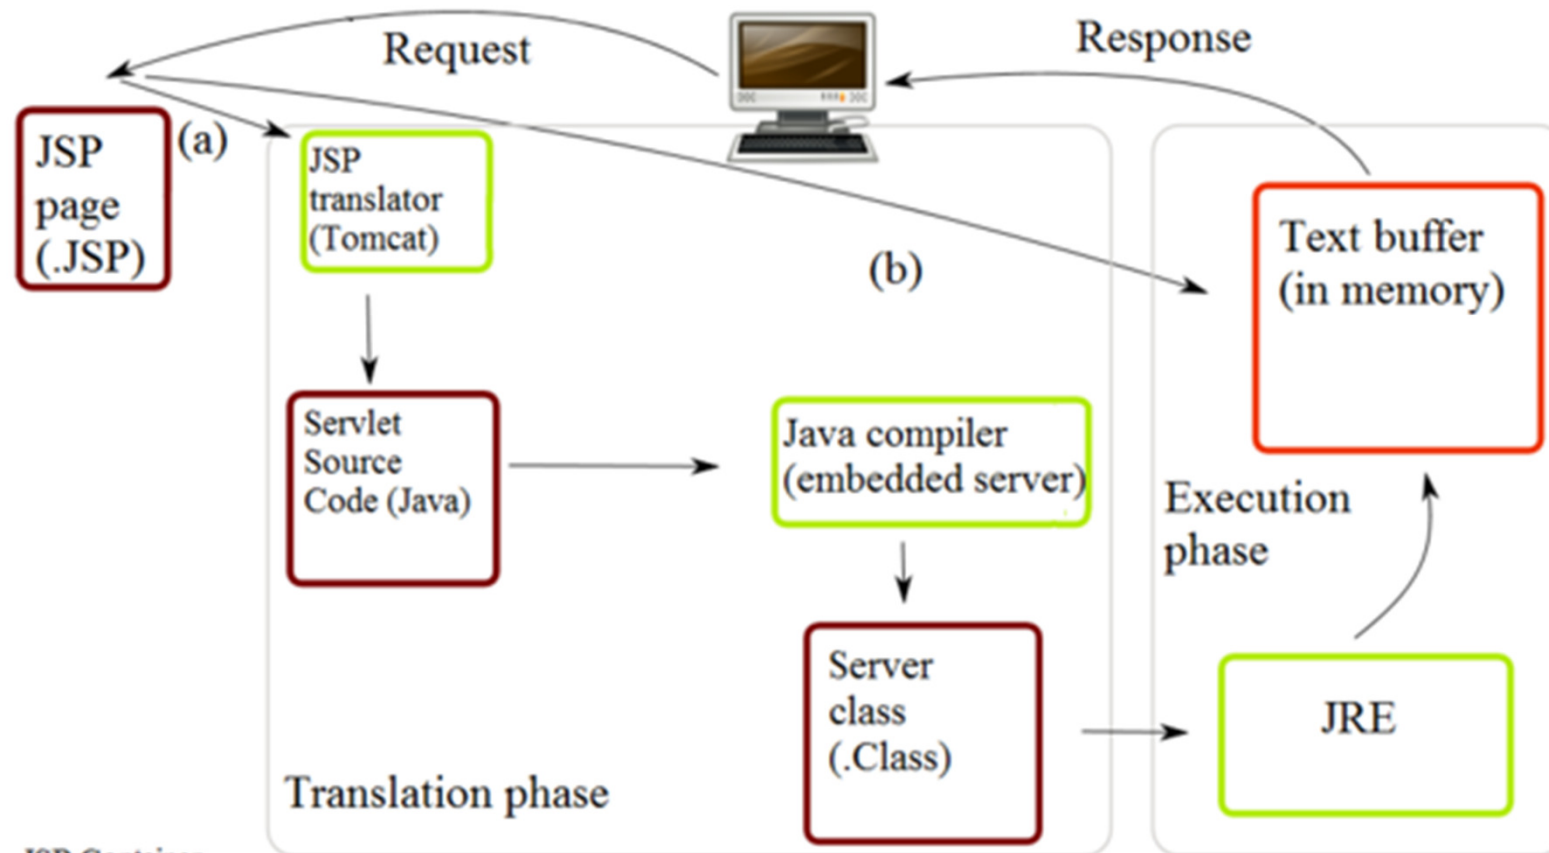 Request
Response
JSP
page
(.JSP)
(a)
JSP
translator
(Tomcat)
(b)
Text buffer
(in memory)
Servlet
Source
Code (Java)
Java compiler
(embedded server)
Execution
phase
Server
class
(.Class)
JRE
Translation phase